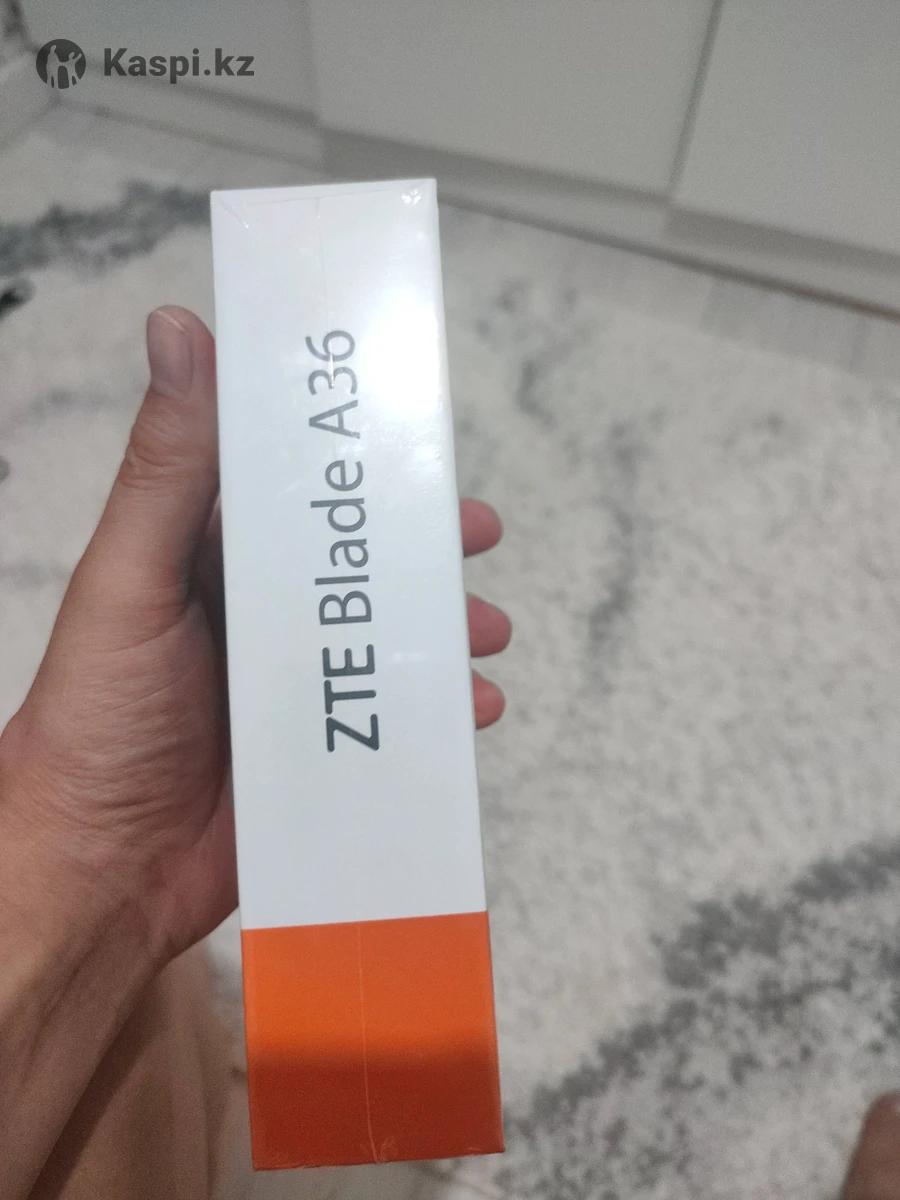 Kaspi.kz
ZTE Blade A36